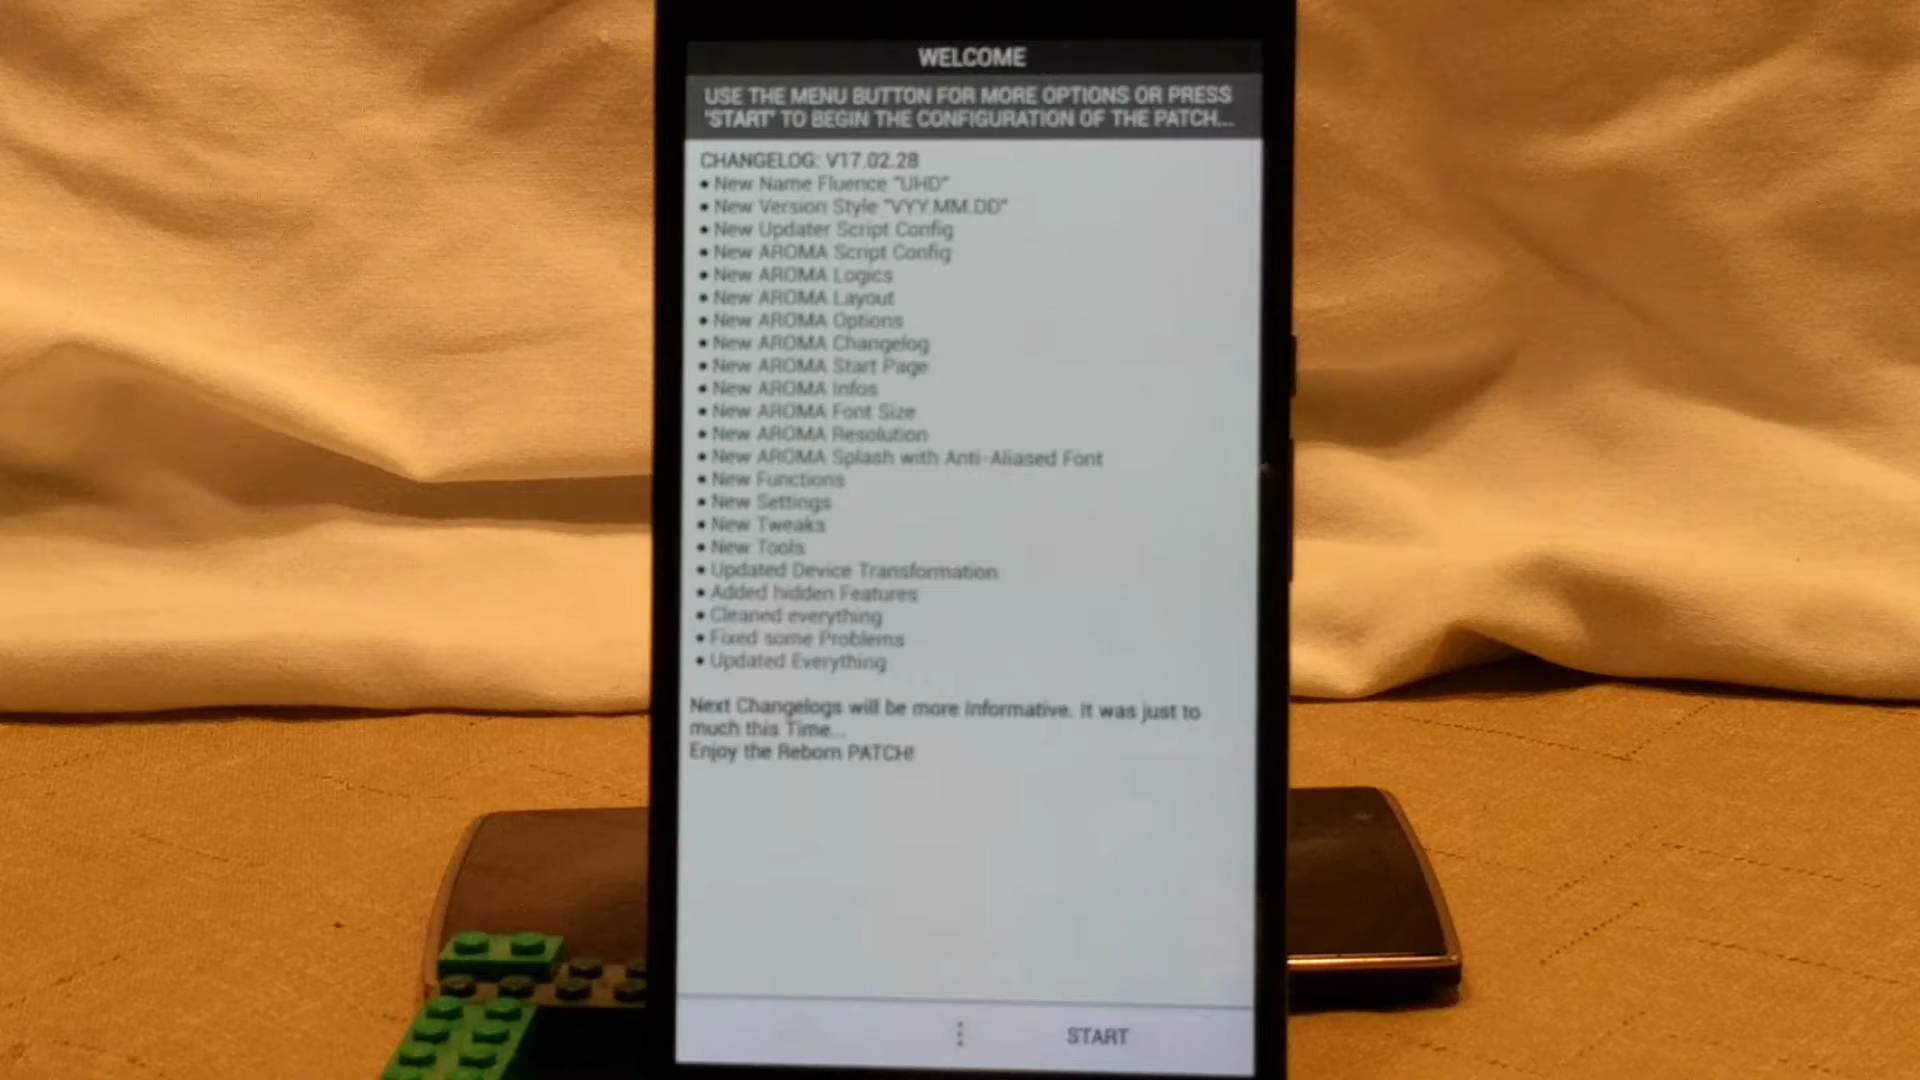 WELCOME
USE THE MENU BUTTON FOR MORE OPTIONS OR PRESS
"START" TO BEGIN THE CONFIGURATION OF THE PATCH...
CHANGELOG: V17.02.28
• New Name Fluence "UHD"
• New Version Style "VYY.MM.DD"
• New Updater Script Config
• New AROMA Script Config
• New AROMA Logics
• New AROMA Layout
• New AROMA Options
• New AROMA Changelog
• New AROMA Start Page
• New AROMA Infos
• New AROMA Font Size
• New AROMA Resolution
• New AROMA Splash with Anti-Aliased Font
• New Functions
• New Settings
• New Tweaks
• New Tools
• Updated Device Transformation
• Added hidden Features
• Cleaned everything
• Fixed some Problems
• Updated Everything
Next Changelogs will be more Informative. It was just to
much this Time...
Enjoy the Reborn PATCH!
START